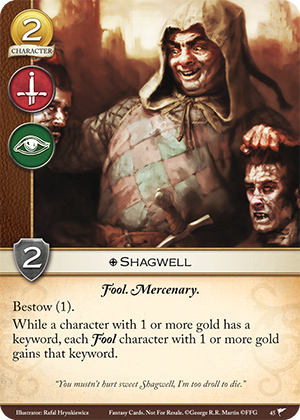 2
CHARACTER
2
SHAGWELL
Fool. Mercenary.
Bestow (1).
While a character with 1 or more gold has a
keyword, each Fool character with 1 or more gold
gains that keyword.
"You mustn't hurt sweet Shagwell, I'm too droll to die."
Illustrator: Rafał Hrynkiewicz Fantasy Cards. Not For Resale. ©George R.R. Martin ©FFG 45